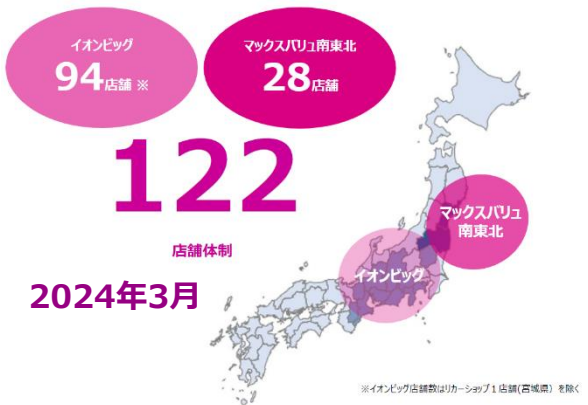 イオンビッグ
94店舗 ※
マックスバリュ南東北
28店舗
122
店舗体制
2024年3月
マックスバリュ
南東北
イオンビッグ
※イオンビッグ店舗数はリカーショップ1店舗(宮城県）を除く